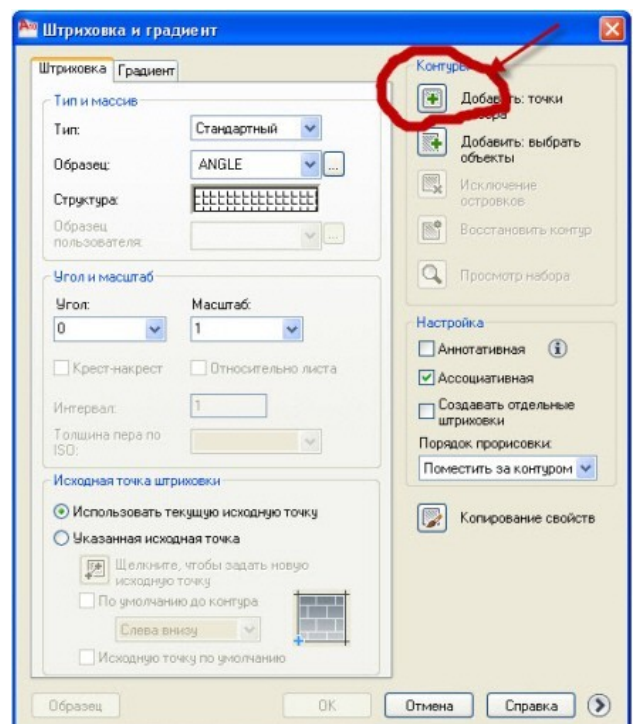 Штриховка и градиент
Штриховка
Градиент
Тип и массив
Тип:
Стандартный
Образец:
ANGLE
...
Структура:
Образец
пользователя:
...
Угол и масштаб
Угол:
Масштаб:
0
1
Крест-накрест
Относительно листа
Интервал:
1
Толщина пера по
ISO:
Исходная точка штриховки
Использовать текущую исходную точку
Указанная исходная точка
Щелкните, чтобы задать новую
исходную точку
По умолчанию до контура
Слева внизу
Исходную точку по умолчанию
Контуры
Добавить: точки
Добавить: выбрать
объекты
Исключение
островков
Восстановить контур
Просмотр набора
Настройка
Аннотативная
Ассоциативная
Создавать отдельные
штриховки
Порядок прорисовки:
Поместить за контуром
Копирование свойств
Образец
OK
Отмена
Справка